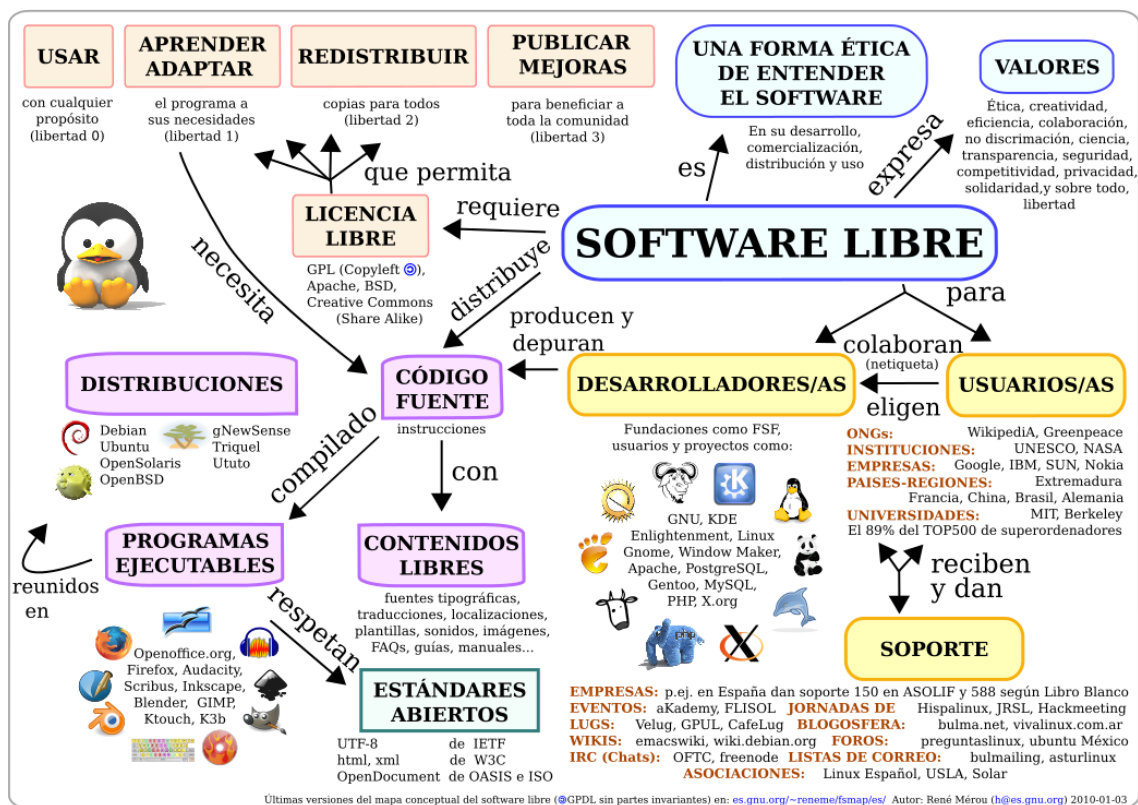 USAR
con cualquier
propósito
(libertad 0)
APRENDER
ADAPTAR
el programa a
sus necesidades
(libertad 1)
REDISTRIBUIR
copias para todos
(libertad 2)
PUBLICAR
MEJORAS
para beneficiar a
toda la comunidad
(libertad 3)
UNA FORMA ÉTICA
DE ENTENDER
EL SOFTWARE
En su desarrollo,
comercialización,
distribución y uso
VALORES
Ética, creatividad,
eficiencia, colaboración,
no discrimación, ciencia,
transparencia, seguridad,
competitividad, privacidad,
solidaridad,y sobre todo,
libertad
es
expresa
que permita
LICENCIA
LIBRE
GPL (Copyleft ),
Apache, BSD,
Creative Commons
(Share Alike)
requiere
SOFTWARE LIBRE
necesita
distribuye
para
producen y
depuran
colaboran
(netiqueta)
eligen
DISTRIBUCIONES
Debian
Ubuntu
OpenSolaris
OpenBSD
gNewSense
Triquel
Ututo
CÓDIGO
FUENTE
instrucciones
DESARROLLADORES/AS
Fundaciones como FSF,
usuarios y proyectos como:
GNU, KDE
Enlightenment, Linux
Gnome, Window Maker,
Apache, PostgreSQL,
Gentoo, MySQL,
PHP, X.org
php
USUARIOS/AS
ONGs: WikipediA, Greenpeace
INSTITUCIONES: UNESCO, NASA
EMPRESAS: Google, IBM, SUN, Nokia
PAISES-REGIONES: Extremadura
Francia, China, Brasil, Alemania
UNIVERSIDADES: MIT, Berkeley
El 89% del TOP500 de superordenadores
compilado
con
reunidos
en
PROGRAMAS
EJECUTABLES
Openoffice.org,
Firefox, Audacity,
Scribus, Inkscape,
Blender, GIMP,
Ktouch, K3b
CONTENIDOS
LIBRES
fuentes tipográficas,
traducciones, localizaciones,
plantillas, sonidos, imágenes,
FAQs, guías, manuales...
respetan
ESTÁNDARES
ABIERTOS
UTF-8 de IETF
html, xml de W3C
OpenDocument de OASIS e ISO
reciben
y dan
SOPORTE
EMPRESAS: p.ej. en España dan soporte 150 en ASOLIF y 588 según Libro Blanco
EVENTOS: aKademy, FLISOL JORNADAS DE Hispalinux, JRSL, Hackmeeting
LUGS: Velug, GPUL, CafeLug BLOGOSFERA: bulma.net, vivalinux.com.ar
WIKIS: emacswiki, wiki.debian.org FOROS: preguntaslinux, ubuntu México
IRC (Chats): OFTC, freenode LISTAS DE CORREO: bulmailing, asturlinux
ASOCIACIONES: Linux Español, USLA, Solar
Últimas versiones del mapa conceptual del software libre (GPDL sin partes invariantes) en: es.gnu.org/~reneme/fsmap/es/ Autor: René Mérou (h@es.gnu.org) 2010-01-03